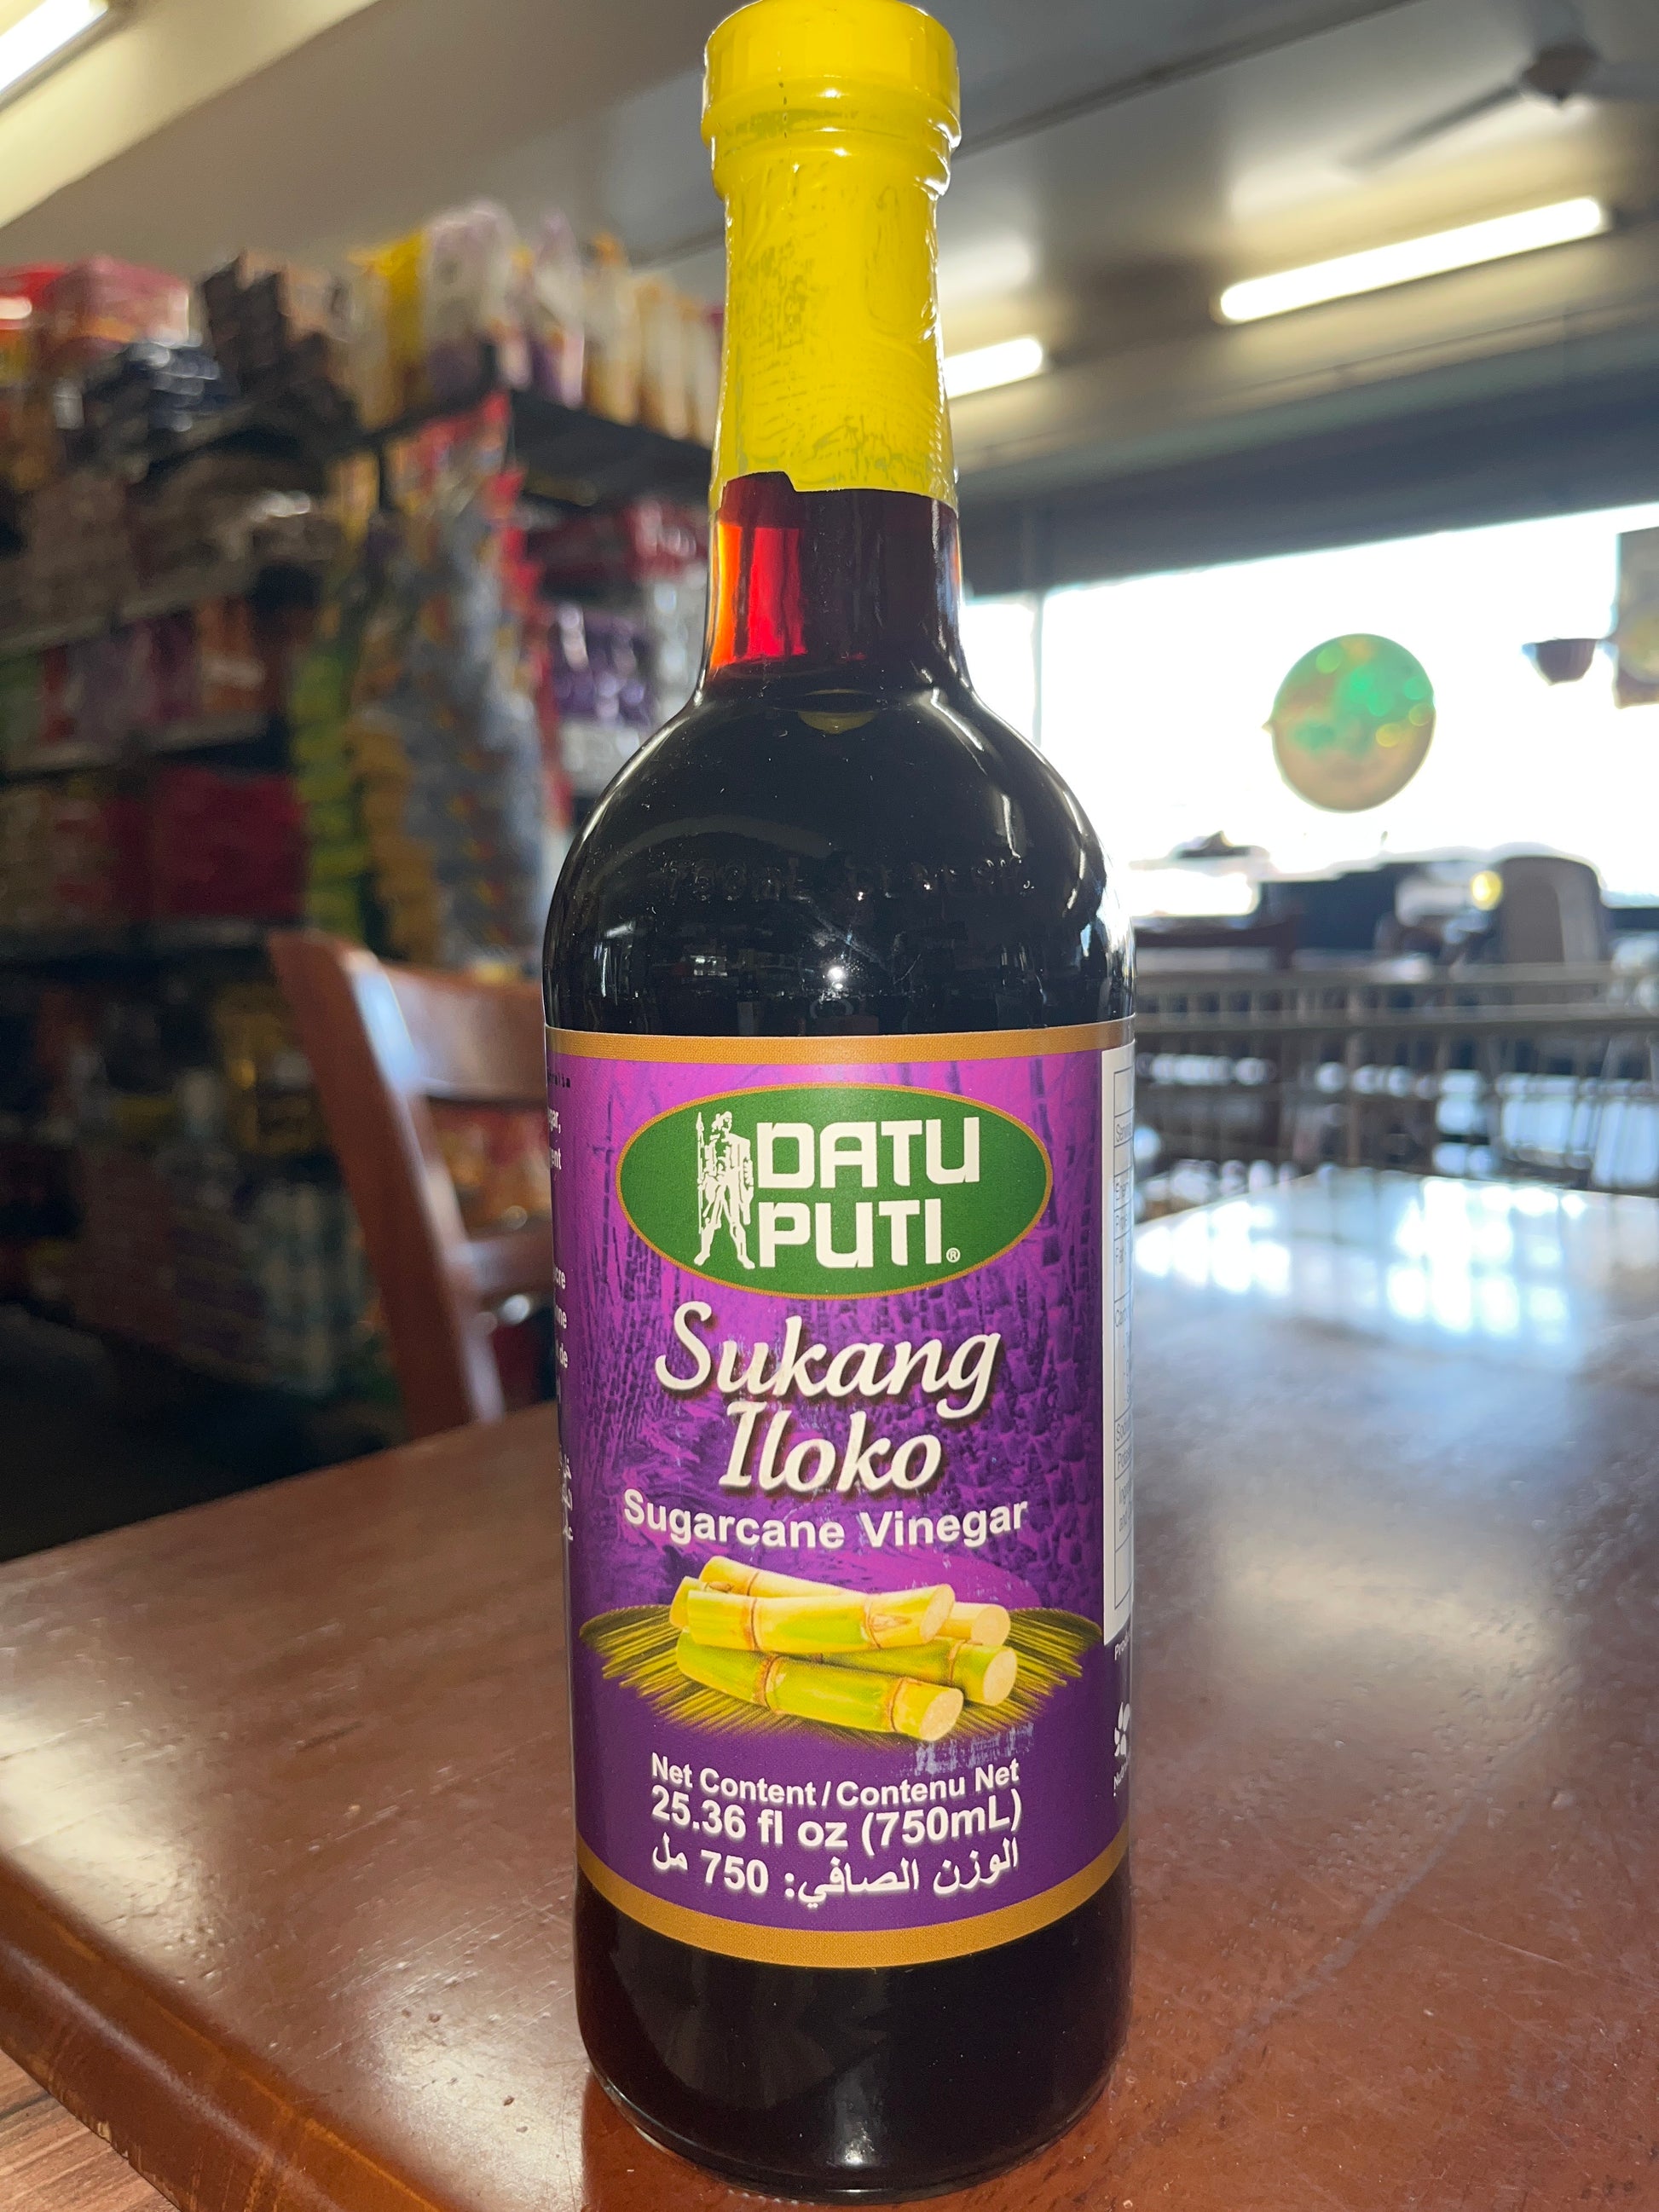 DATU
PUTI®
Sukang
Iloko
Sugarcane Vinegar
Net Content / Contenu Net
25.36 fl oz (750mL)
الوزن الصافي: 750 مل